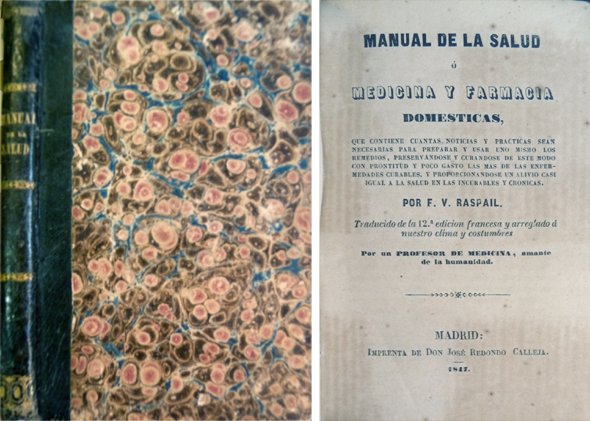 MANUAL
DE LA
SALUD
MANUAL DE LA SALUD
ó
MEDICINA Y FARMACIA
DOMESTICAS,
QUE CONTIENE CUANTAS NOTICIAS Y PRACTICAS SEAN
NECESARIAS PARA PREPARAR Y USAR UNO MISMO LOS
REMEDIOS, PRESERVANDOSE Y CURANDOSE DE ESTE MODO
CON PRONTITUD Y POCO GASTO LAS MAS DE LAS ENFER-
MEDADES CURABLES, Y PROPORCIONANDOSE UN ALIVIO CASI
IGUAL A LA SALUD EN LAS INCURABLES Y CRONICAS.
POR F. V. RASPAIL.
Traducido de la 12.ª edicion francesa y arreglado á
nuestro clima y costumbres
Por un PROFESOR DE MEDICINA, amante
de la humanidad.
MADRID:
IMPRENTA DE DON JOSÉ REDONDO CALLEJA.
1847.